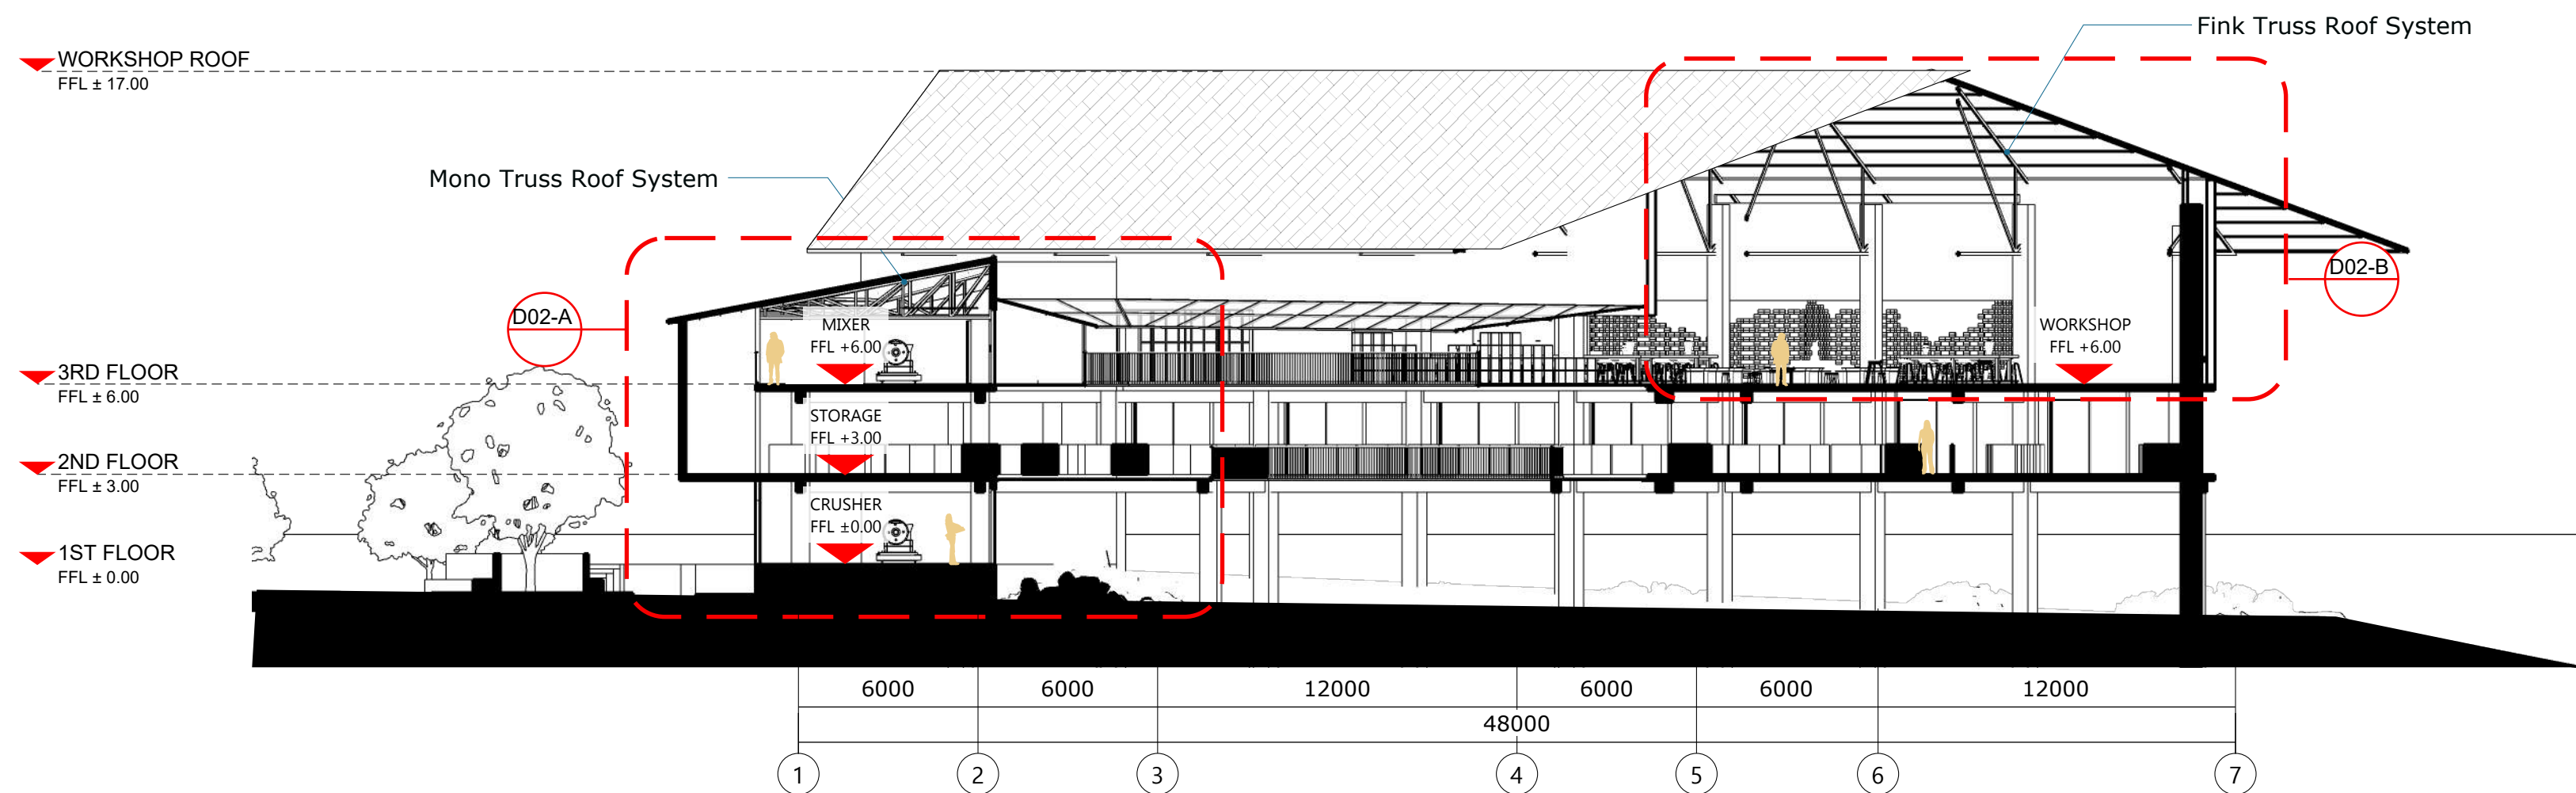 WORKSHOP ROOF
FFL ± 17.00
Fink Truss Roof System
Mono Truss Roof System
D02-A
D02-B
MIXER
FFL +6.00
WORKSHOP
FFL +6.00
3RD FLOOR
FFL ± 6.00
STORAGE
FFL +3.00
2ND FLOOR
FFL ± 3.00
CRUSHER
FFL ±0.00
1ST FLOOR
FFL ± 0.00
6000 6000 12000 6000 6000 12000
48000
1 2 3 4 5 6 7